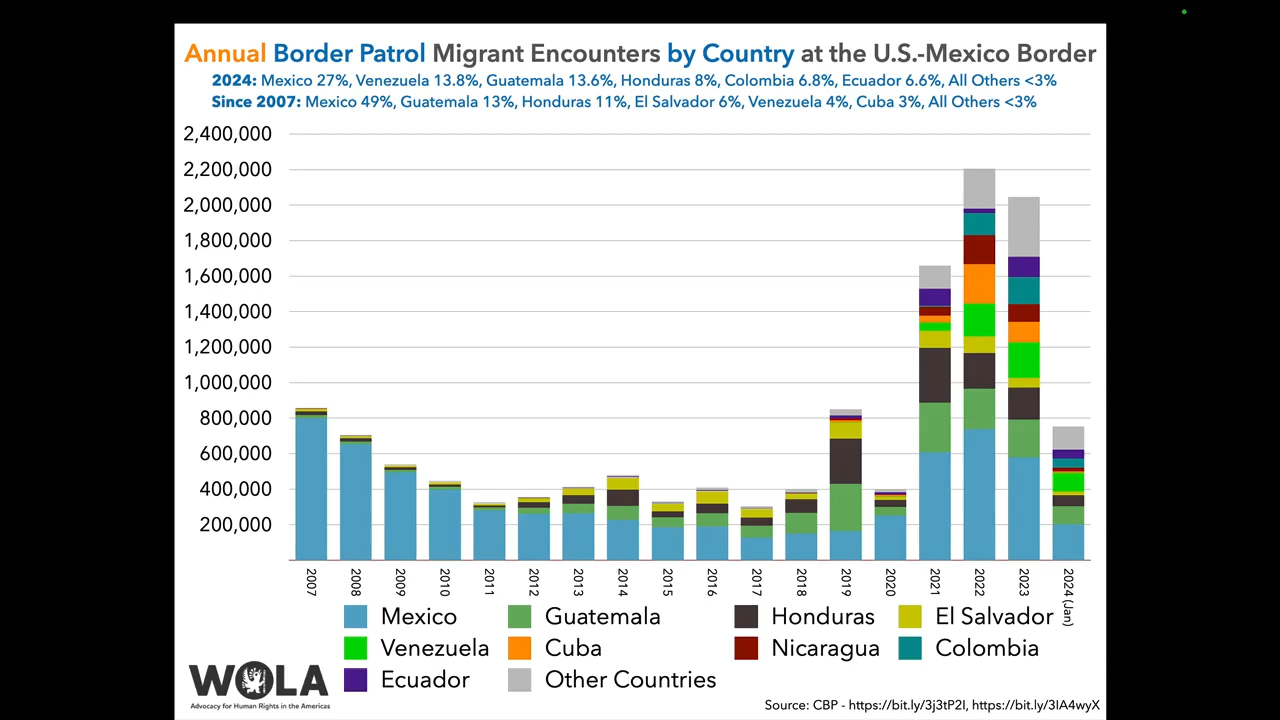 Annual Border Patrol Migrant Encounters by Country at the U.S.-Mexico Border
2024: Mexico 27%, Venezuela 13.8%, Guatemala 13.6%, Honduras 8%, Colombia 6.8%, Ecuador 6.6%, All Others <3%
Since 2007: Mexico 49%, Guatemala 13%, Honduras 11%, El Salvador 6%, Venezuela 4%, Cuba 3%, All Others <3%
2,400,000
2,200,000
2,000,000
1,800,000
1,600,000
1,400,000
1,200,000
1,000,000
800,000
600,000
400,000
200,000
2007 2008 2009 2010 2011 2012 2013 2014 2015 2016 2017 2018 2019 2020 2021 2022 2023 2024 (Jan)
Mexico Guatemala Honduras El Salvador
Venezuela Cuba Nicaragua Colombia
Ecuador Other Countries
WOLA
Advocacy for Human Rights in the Americas
Source: CBP - https://bit.ly/3j3tP2I, https://bit.ly/3IA4wyX